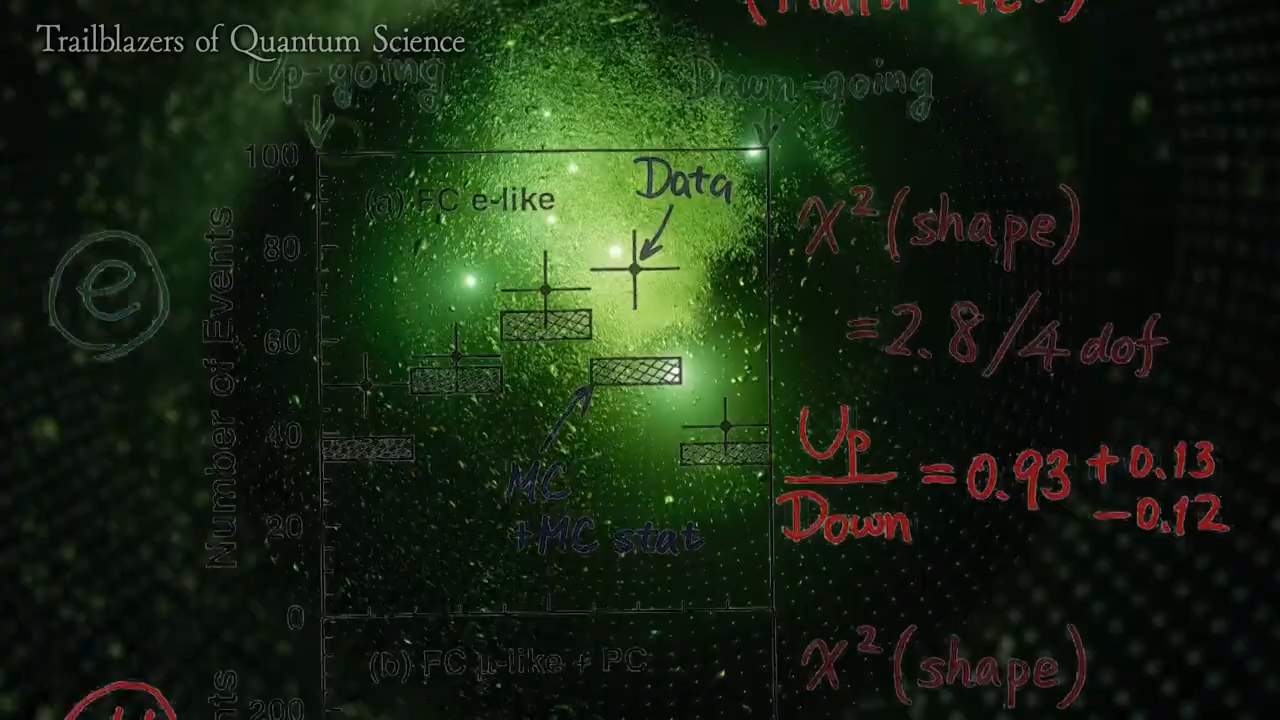 Trailblazers of Quantum Science
Up-going
Down-going
100
(a) FC e-like
Data
χ² (shape)
= 2.8 / 4 dof
80
e
Number of Events
60
40
MC
+MC stat
Up
Down
= 0.93 + 0.13
− 0.12
20
0
(b) FC μ-like + PC
χ² (shape)
200